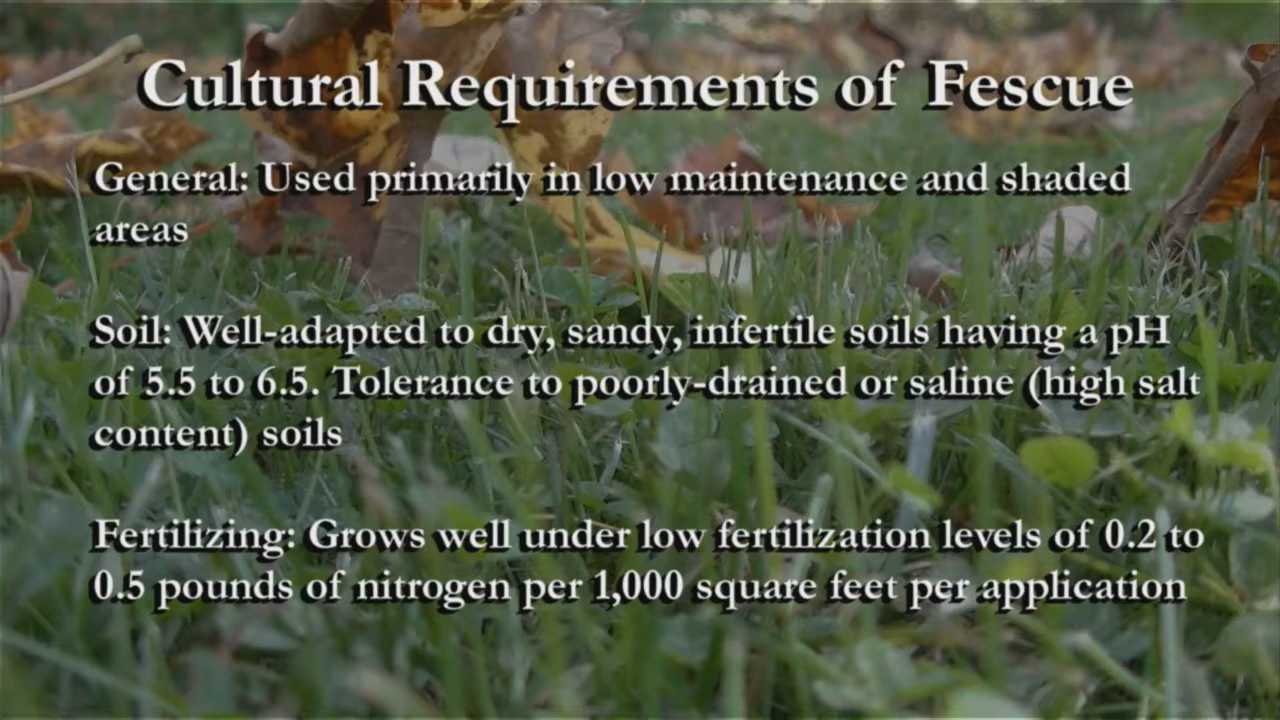 Cultural Requirements of Fescue
General: Used primarily in low maintenance and shaded
areas
Soil: Well-adapted to dry, sandy, infertile soils having a pH
of 5.5 to 6.5. Tolerance to poorly-drained or saline (high salt
content) soils
Fertilizing: Grows well under low fertilization levels of 0.2 to
0.5 pounds of nitrogen per 1,000 square feet per application